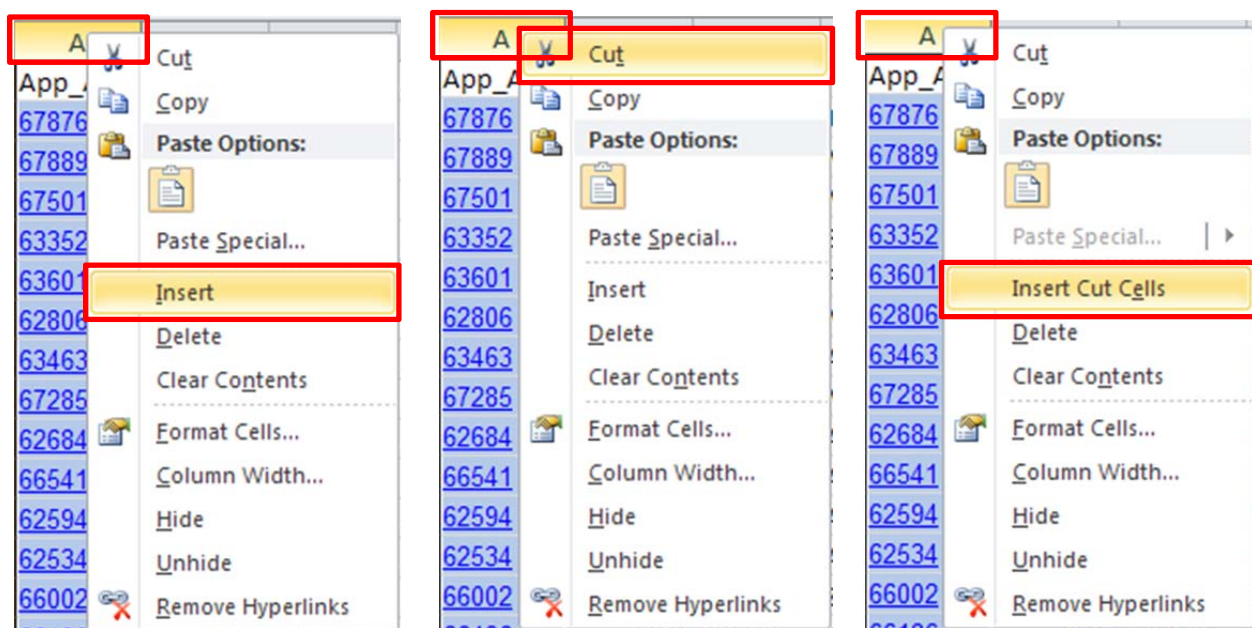 A
App_A
67876
67889
67501
63352
63601
62806
63463
67285
62684
66541
62594
62534
66002
Cut
Copy
Paste Options:
Paste Special...
Insert
Delete
Clear Contents
Format Cells...
Column Width...
Hide
Unhide
Remove Hyperlinks
A
App_A
67876
67889
67501
63352
63601
62806
63463
67285
62684
66541
62594
62534
66002
Cut
Copy
Paste Options:
Paste Special...
Insert
Delete
Clear Contents
Format Cells...
Column Width...
Hide
Unhide
Remove Hyperlinks
A
App_A
67876
67889
67501
63352
63601
62806
63463
67285
62684
66541
62594
62534
66002
Cut
Copy
Paste Options:
Paste Special...
Insert Cut Cells
Delete
Clear Contents
Format Cells...
Column Width...
Hide
Unhide
Remove Hyperlinks